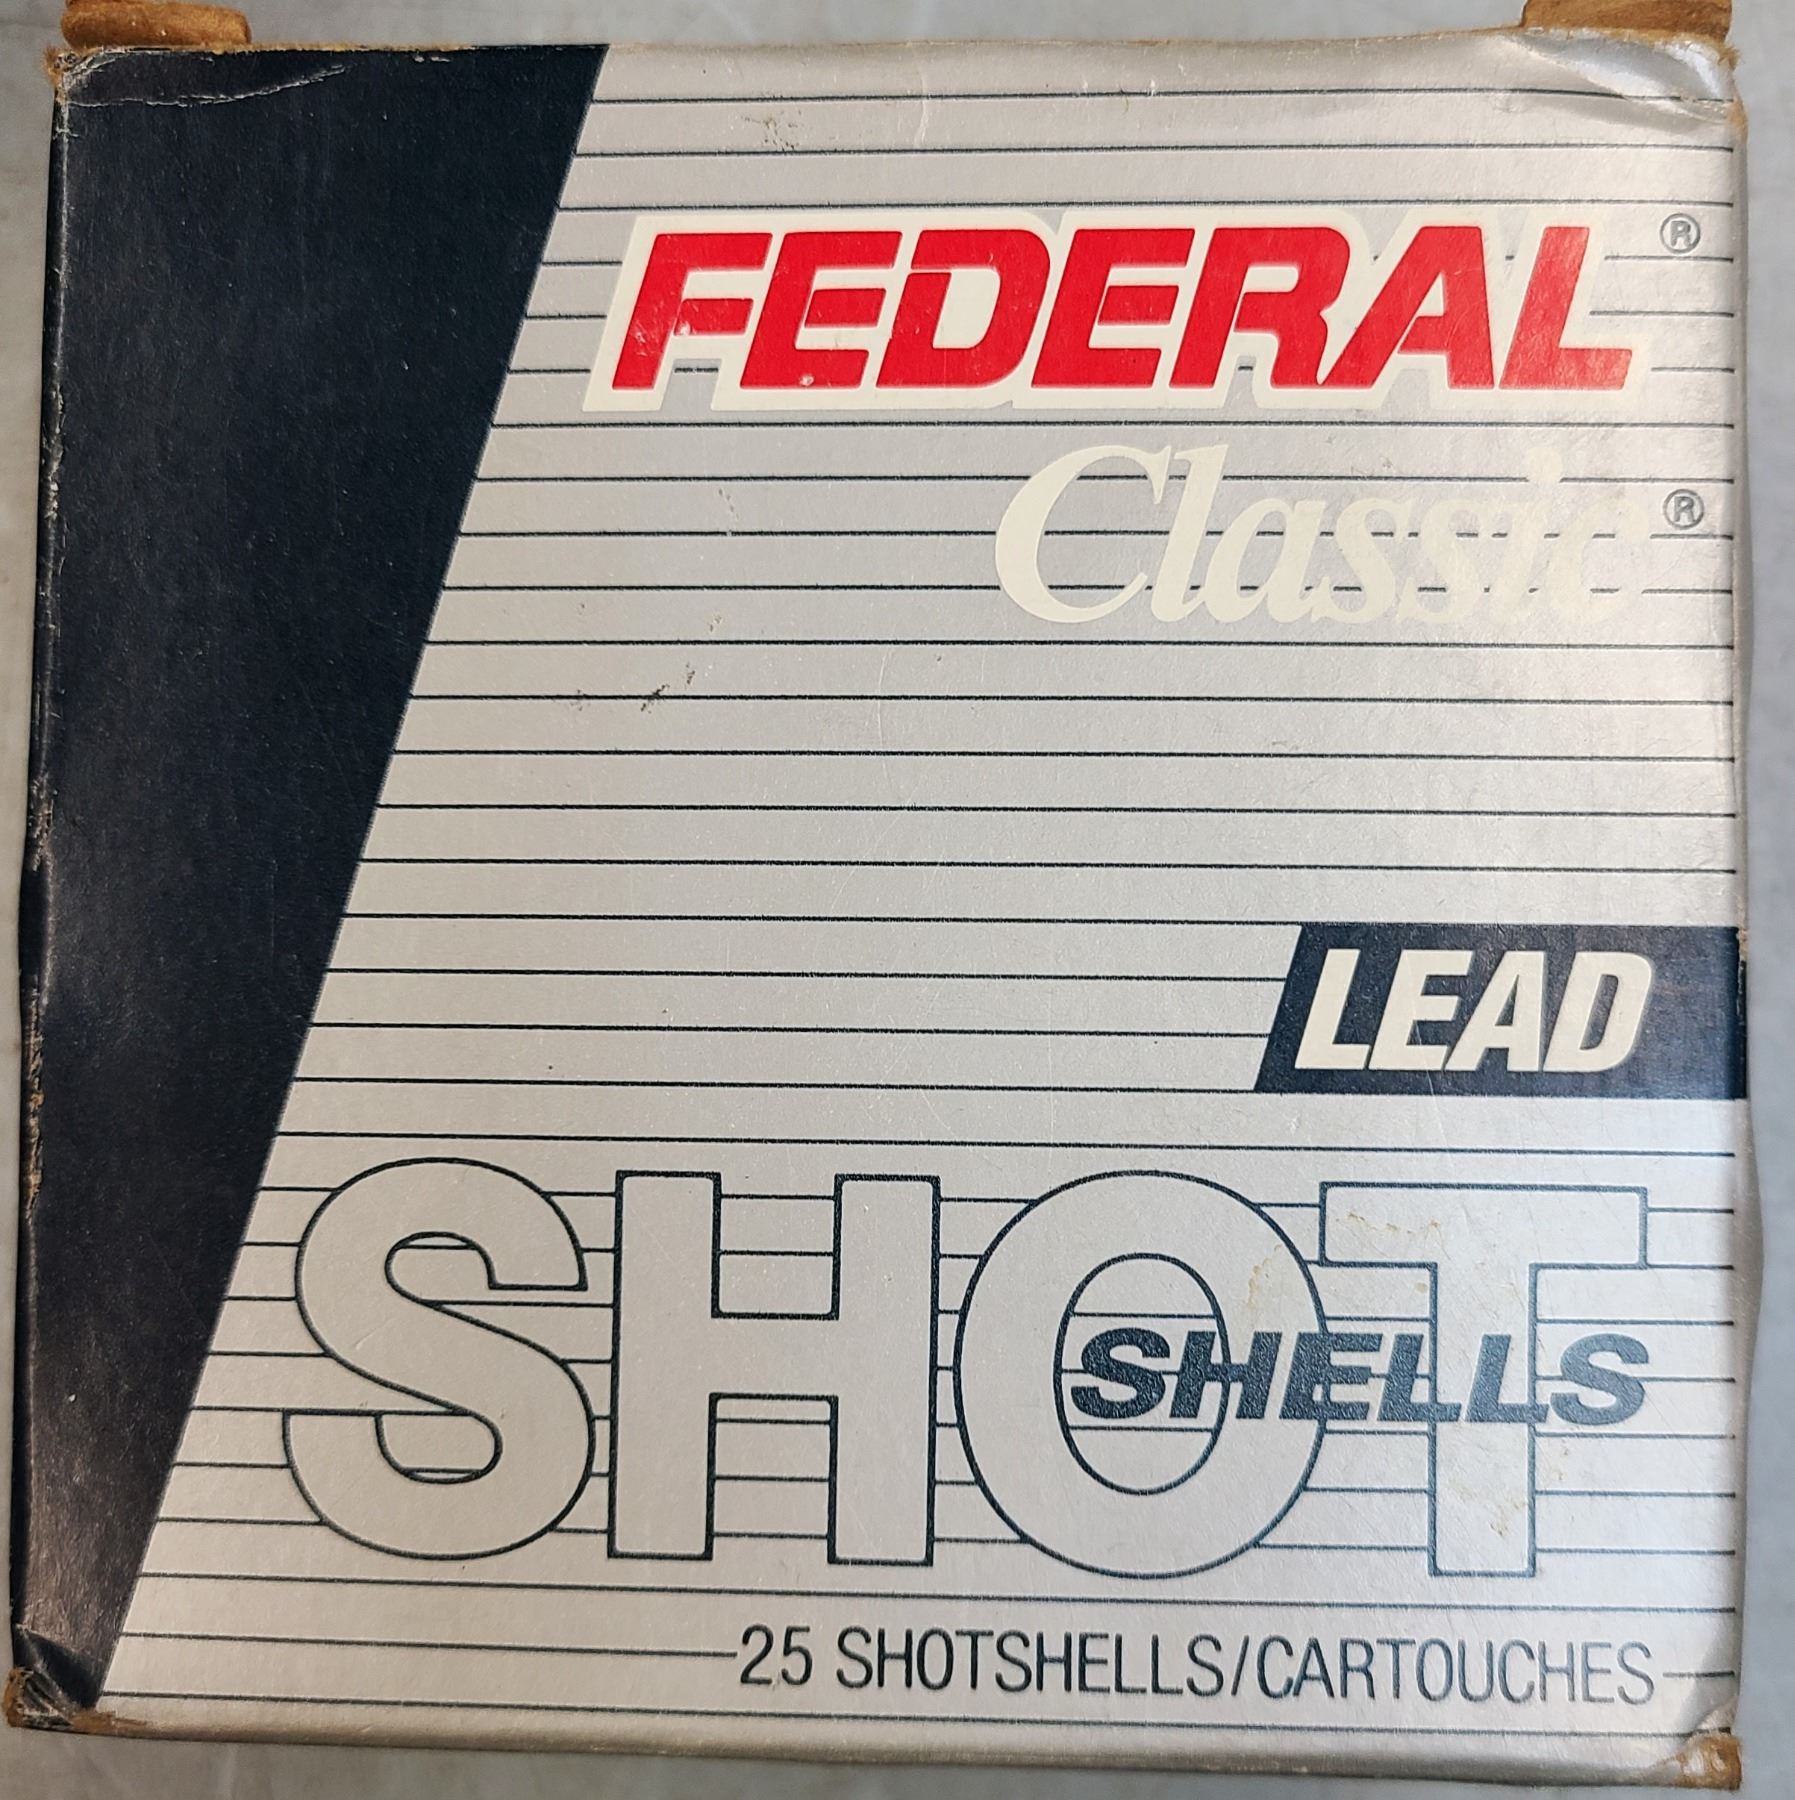 FEDERAL®
Classic®
LEAD
SHOT
SHELLS
25 SHOTSHELLS/CARTOUCHES